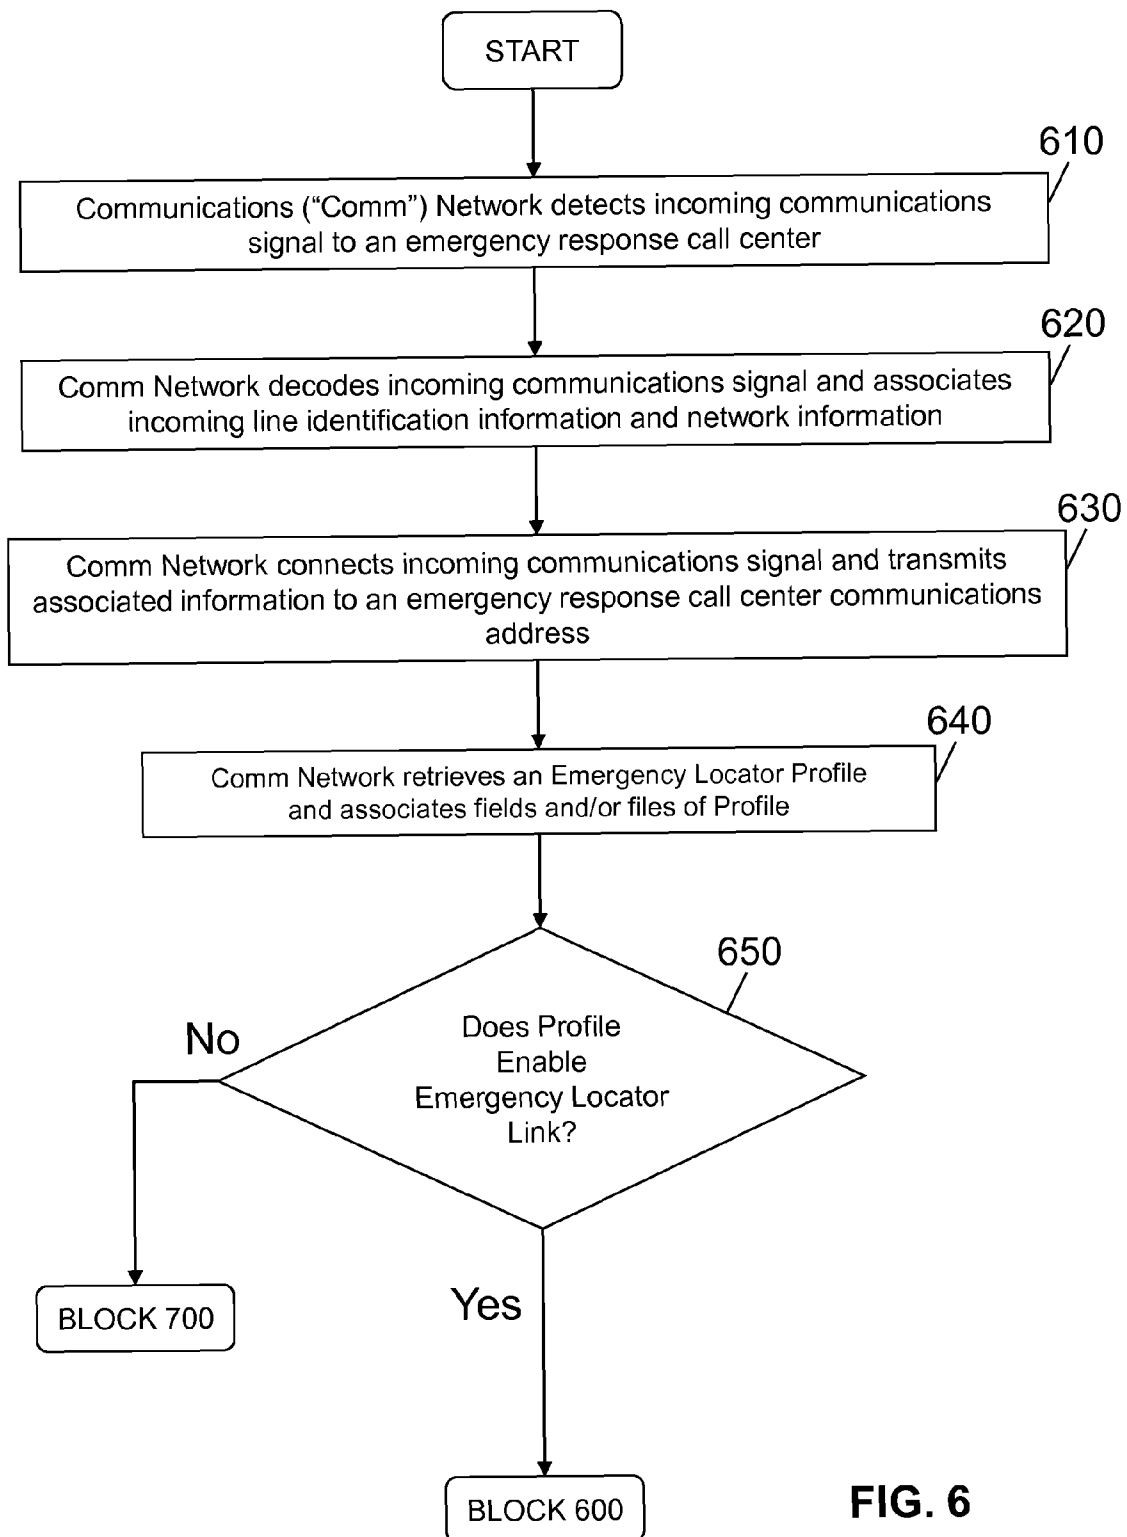 START
610
Communications (“Comm”) Network detects incoming communications
signal to an emergency response call center
620
Comm Network decodes incoming communications signal and associates
incoming line identification information and network information
630
Comm Network connects incoming communications signal and transmits
associated information to an emergency response call center communications
address
640
Comm Network retrieves an Emergency Locator Profile
and associates fields and/or files of Profile
650
Does Profile
Enable
Emergency Locator
Link?
No
Yes
BLOCK 700
BLOCK 600
FIG. 6